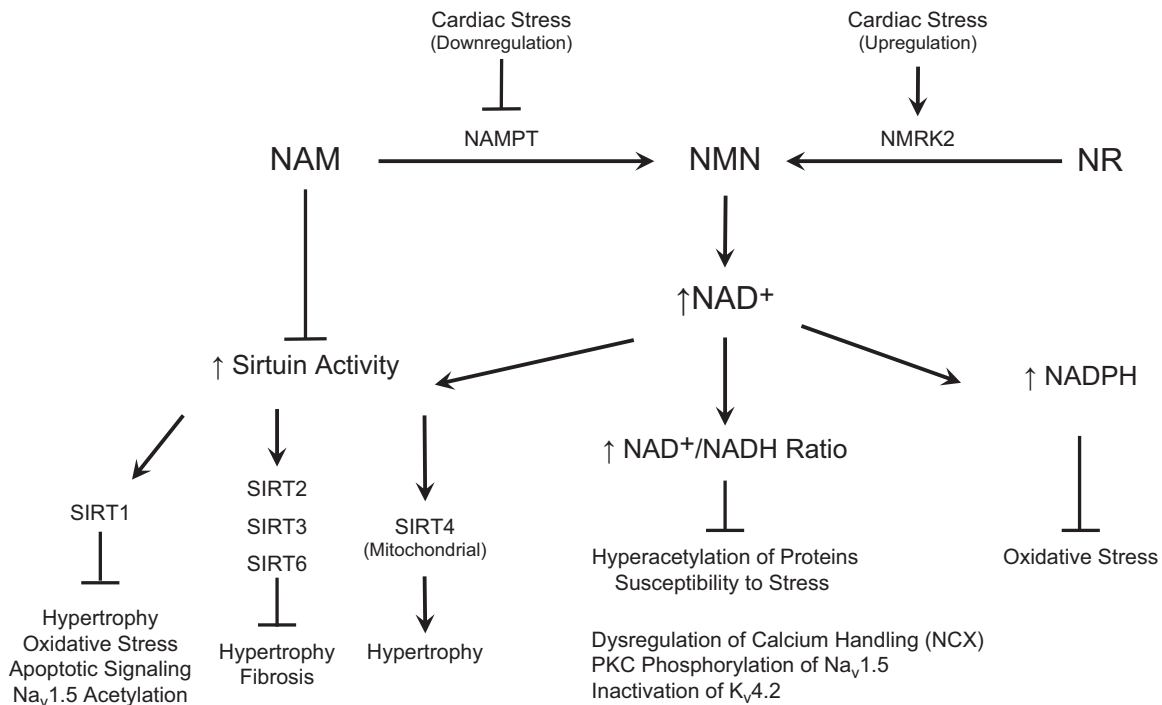 Cardiac Stress
(Downregulation)
Cardiac Stress
(Upregulation)
NAMPT
NMRK2
NAM
NMN
NR
↑NAD⁺
↑ Sirtuin Activity
↑ NADPH
↑ NAD⁺/NADH Ratio
SIRT1
SIRT2
SIRT3
SIRT6
SIRT4
(Mitochondrial)
Hyperacetylation of Proteins
Susceptibility to Stress
Oxidative Stress
Hypertrophy
Oxidative Stress
Apoptotic Signaling
Naᵥ1.5 Acetylation
Hypertrophy
Fibrosis
Hypertrophy
Dysregulation of Calcium Handling (NCX)
PKC Phosphorylation of Naᵥ1.5
Inactivation of Kᵥ4.2